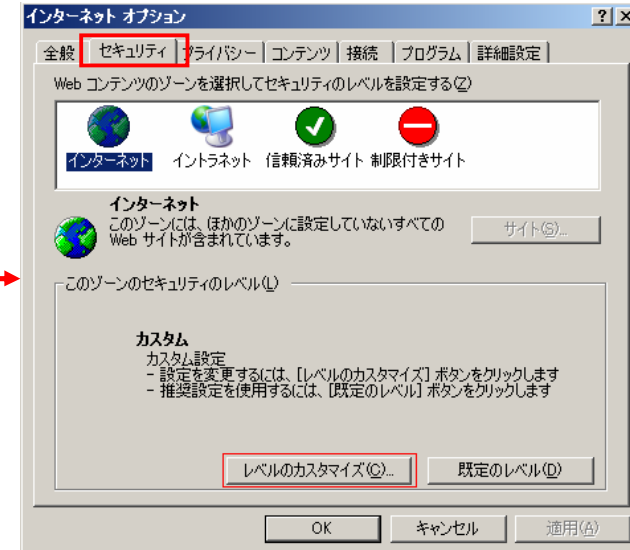 インターネット オプション
全般 セキュリティ プライバシー コンテンツ 接続 プログラム 詳細設定
Web コンテンツのゾーンを選択してセキュリティのレベルを設定する(Z)
インターネット イントラネット 信頼済みサイト 制限付きサイト
インターネット
このゾーンには、ほかのゾーンに設定していないすべての
Web サイトが含まれています。
サイト(S)...
このゾーンのセキュリティのレベル(L)
カスタム
カスタム設定
- 設定を変更するには、[レベルのカスタマイズ] ボタンをクリックします
- 推奨設定を使用するには、[既定のレベル] ボタンをクリックします
レベルのカスタマイズ(C)... 既定のレベル(D)
OK キャンセル 適用(A)